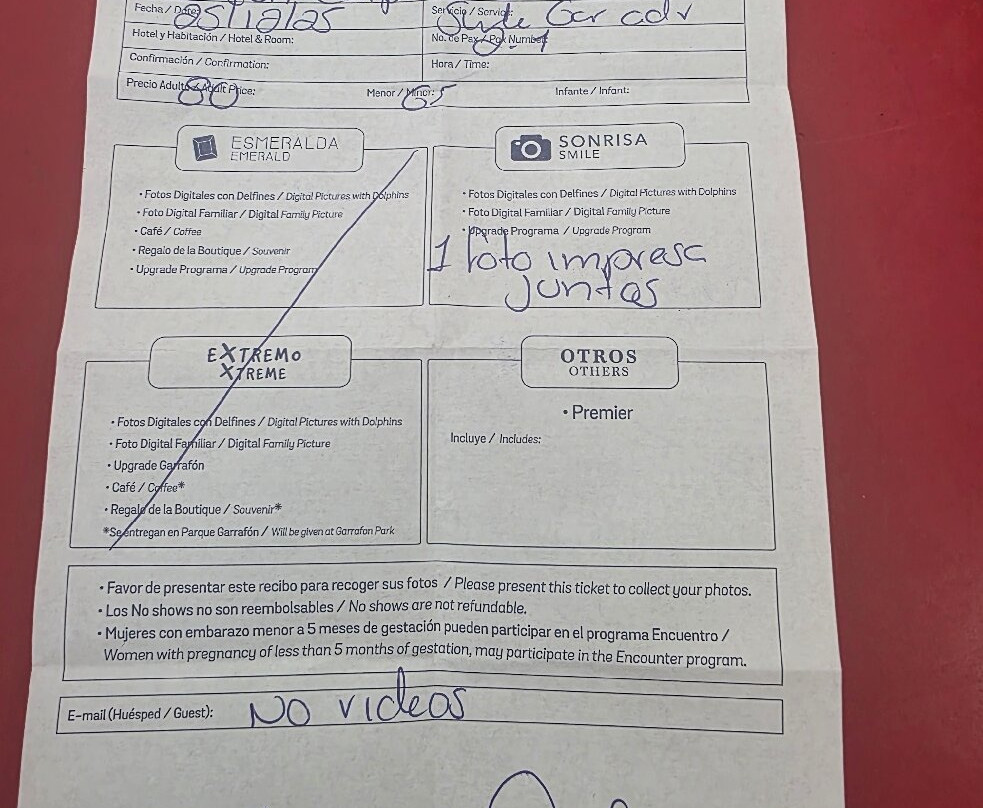 Fecha / Date: 05/12/25
Servicio / Service:
Hotel y Habitación / Hotel & Room:
No. de Pax / Pax Number:
Confirmación / Confirmation:
Hora / Time:
Precio Adulto / Adult Price: 80
Menor / Minor: 65
Infante / Infant:
ESMERALDA
EMERALD
• Fotos Digitales con Delfines / Digital Pictures with Dolphins
• Foto Digital Familiar / Digital Family Picture
• Café / Coffee
• Regalo de la Boutique / Souvenir
• Upgrade Programa / Upgrade Program
SONRISA
SMILE
• Fotos Digitales con Delfines / Digital Pictures with Dolphins
• Foto Digital Familiar / Digital Family Picture
• Upgrade Programa / Upgrade Program
1 foto impresa
juntas
EXTREMO
XTREME
• Fotos Digitales con Delfines / Digital Pictures with Dolphins
• Foto Digital Familiar / Digital Family Picture
• Upgrade Garrafón
• Café / Coffee*
• Regalo de la Boutique / Souvenir*
*Se entregan en Parque Garrafón / Will be given at Garrafon Park
OTROS
OTHERS
• Premier
Incluye / Includes:
• Favor de presentar este recibo para recoger sus fotos / Please present this ticket to collect your photos.
• Los No shows no son reembolsables / No shows are not refundable.
• Mujeres con embarazo menor a 5 meses de gestación pueden participar en el programa Encuentro /
Women with pregnancy of less than 5 months of gestation, may participate in the Encounter program.
E-mail (Huésped / Guest): No videos